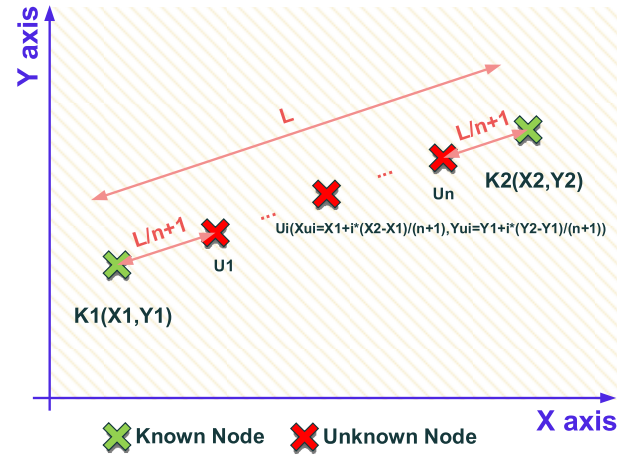 Y axis
L
L/n+1
K2(X2,Y2)
...
Un
Ui(Xui=X1+i*(X2-X1)/(n+1),Yui=Y1+i*(Y2-Y1)/(n+1))
...
L/n+1
U1
K1(X1,Y1)
X axis
Known Node
Unknown Node